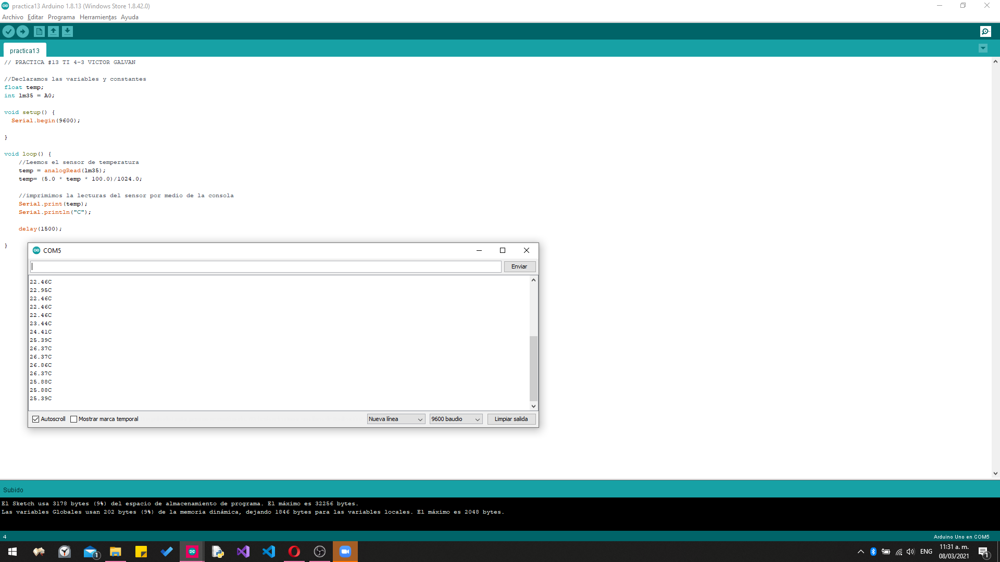 practica13 Arduino 1.8.13 (Windows Store 1.8.42.0)
Archivo Editar Programa Herramientas Ayuda
practica13
// PRACTICA #13 TI 4-3 VICTOR GALVAN
//Declaramos las variables y constantes
float temp;
int lm35 = A0;
void setup() {
Serial.begin(9600);
}
void loop() {
//Leemos el sensor de temperatura
temp = analogRead(lm35);
temp= (5.0 * temp * 100.0)/1024.0;
//imprimimos la lecturas del sensor por medio de la consola
Serial.print(temp);
Serial.println("C");
delay(1500);
}
COM5
Enviar
22.46C
22.95C
22.46C
22.46C
22.46C
23.44C
24.41C
25.39C
26.37C
26.37C
26.86C
26.37C
25.88C
25.88C
25.39C
Autoscroll Mostrar marca temporal Nueva línea 9600 baudio Limpiar salida
Subido
El Sketch usa 3178 bytes (9%) del espacio de almacenamiento de programa. El máximo es 32256 bytes.
Las variables Globales usan 202 bytes (9%) de la memoria dinámica, dejando 1846 bytes para las variables locales. El máximo es 2048 bytes.
4 Arduino Uno en COM5
1 ENG 11:31 a. m. 1
08/03/2021